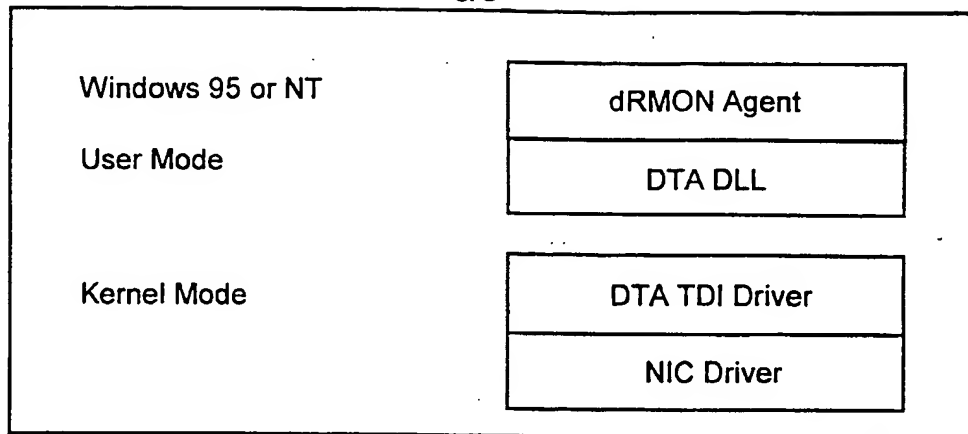 Windows 95 or NT
dRMON Agent
User Mode
DTA DLL
Kernel Mode
DTA TDI Driver
NIC Driver